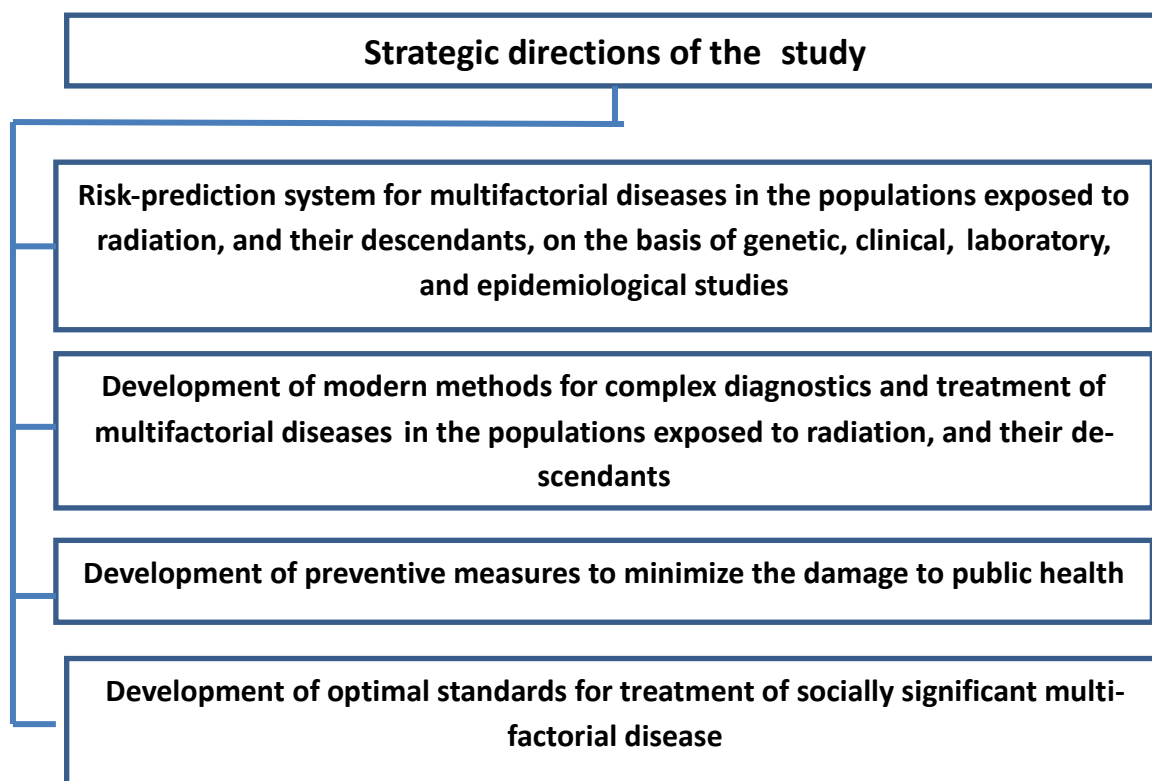 Strategic directions of the study
Risk-prediction system for multifactorial diseases in the populations exposed to
radiation, and their descendants, on the basis of genetic, clinical, laboratory,
and epidemiological studies
Development of modern methods for complex diagnostics and treatment of
multifactorial diseases in the populations exposed to radiation, and their de-
scendants
Development of preventive measures to minimize the damage to public health
Development of optimal standards for treatment of socially significant multi-
factorial disease